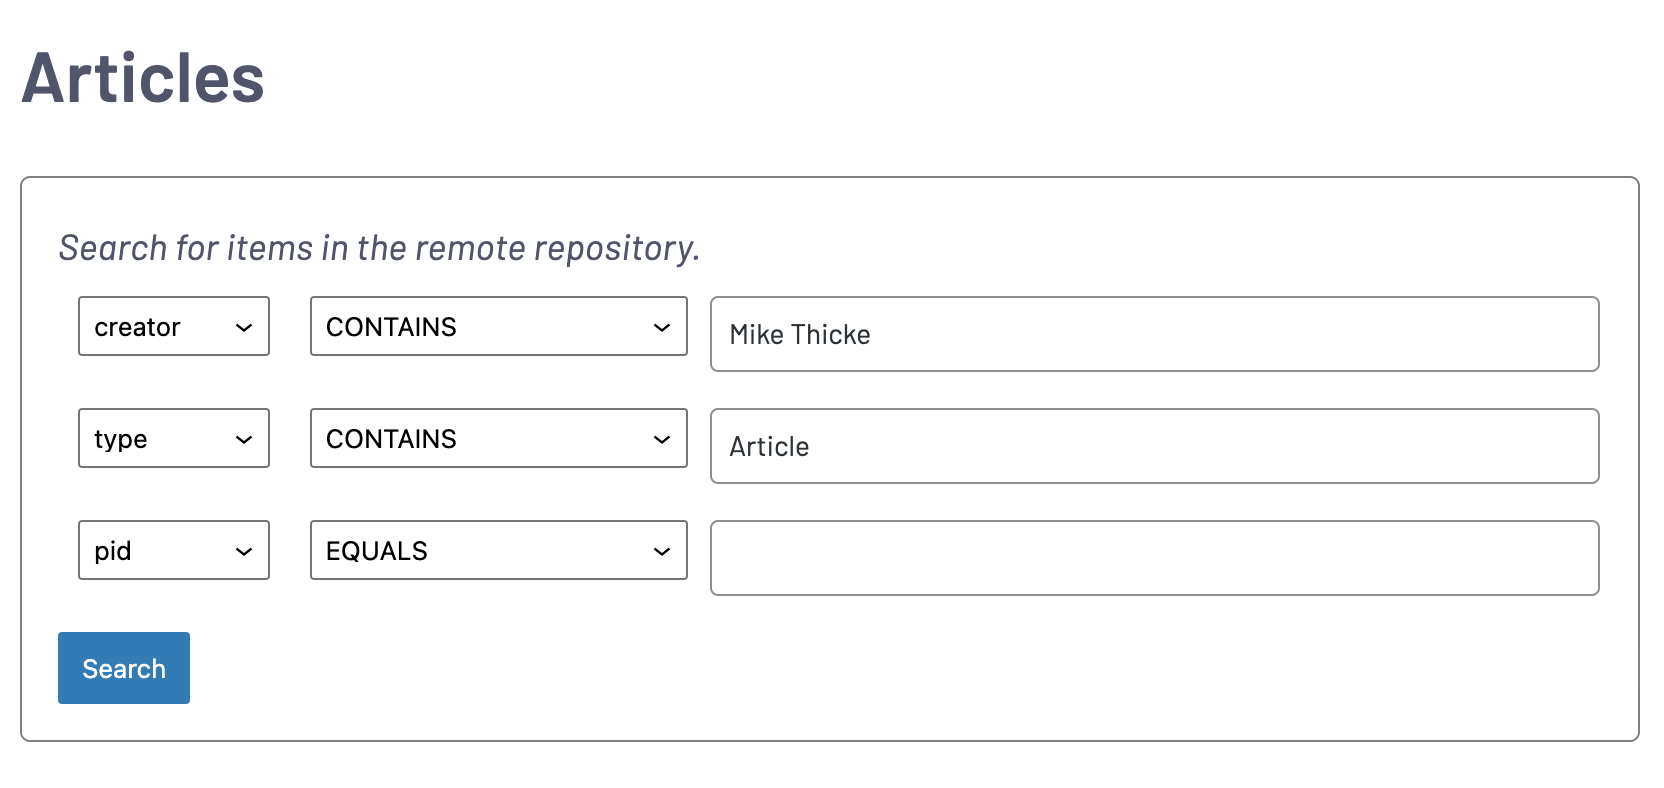 Articles
Search for items in the remote repository.
creator CONTAINS Mike Thicke
type CONTAINS Article
pid EQUALS
Search